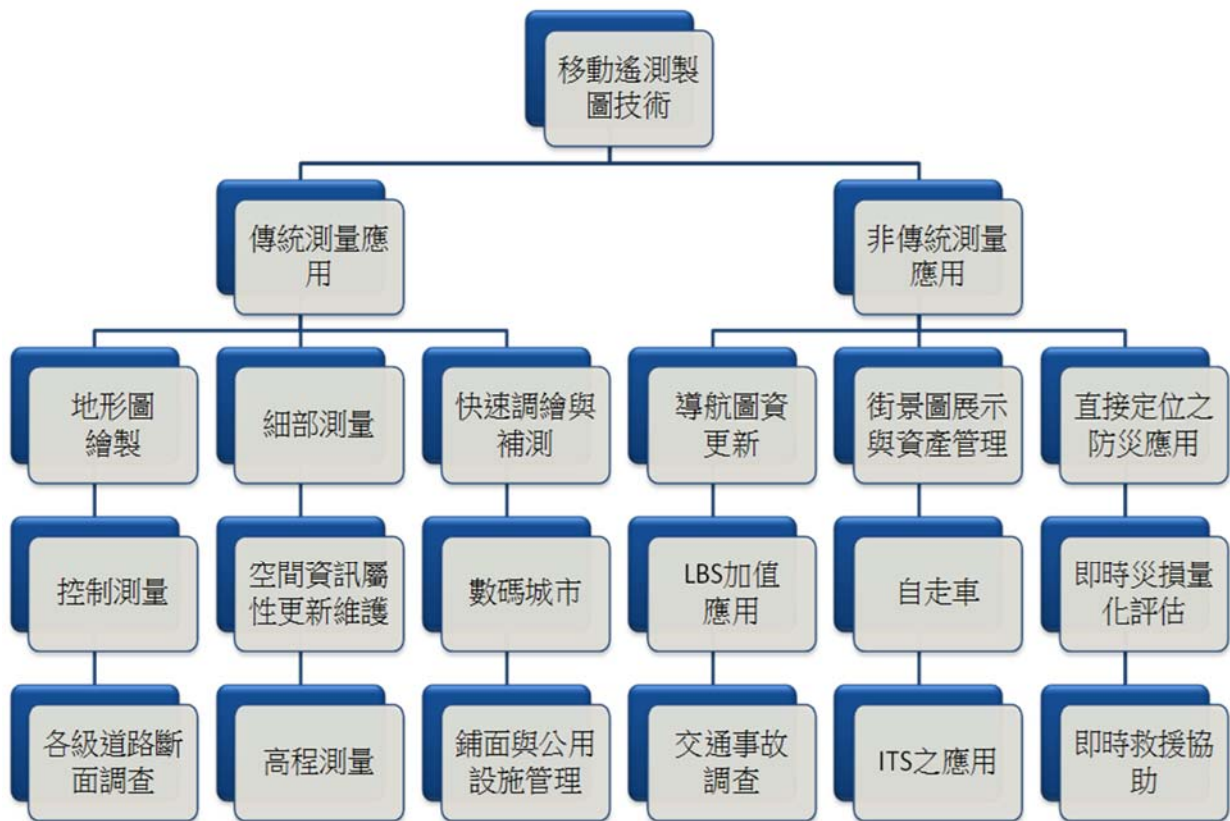 移動遙測製
圖技術
傳統測量應
用
非傳統測量
應用
地形圖
繪製
細部測量
快速調繪與
補測
導航圖資
更新
街景圖展示
與資產管理
直接定位之
防災應用
控制測量
空間資訊屬
性更新維護
數碼城市
LBS加值
應用
自走車
即時災損量
化評估
各級道路斷
面調查
高程測量
鋪面與公用
設施管理
交通事故
調查
ITS之應用
即時救援協
助